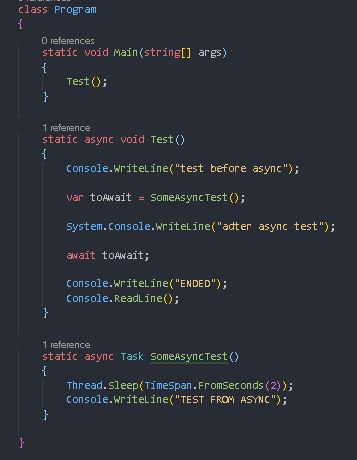 class Program
{
0 references
static void Main(string[] args)
{
Test();
}
1 reference
static async void Test()
{
Console.WriteLine("test before async");
var toAwait = SomeAsyncTest();
System.Console.WriteLine("adter async test");
await toAwait;
Console.WriteLine("ENDED");
Console.ReadLine();
}
1 reference
static async Task SomeAsyncTest()
{
Thread.Sleep(TimeSpan.FromSeconds(2));
Console.WriteLine("TEST FROM ASYNC");
}
}